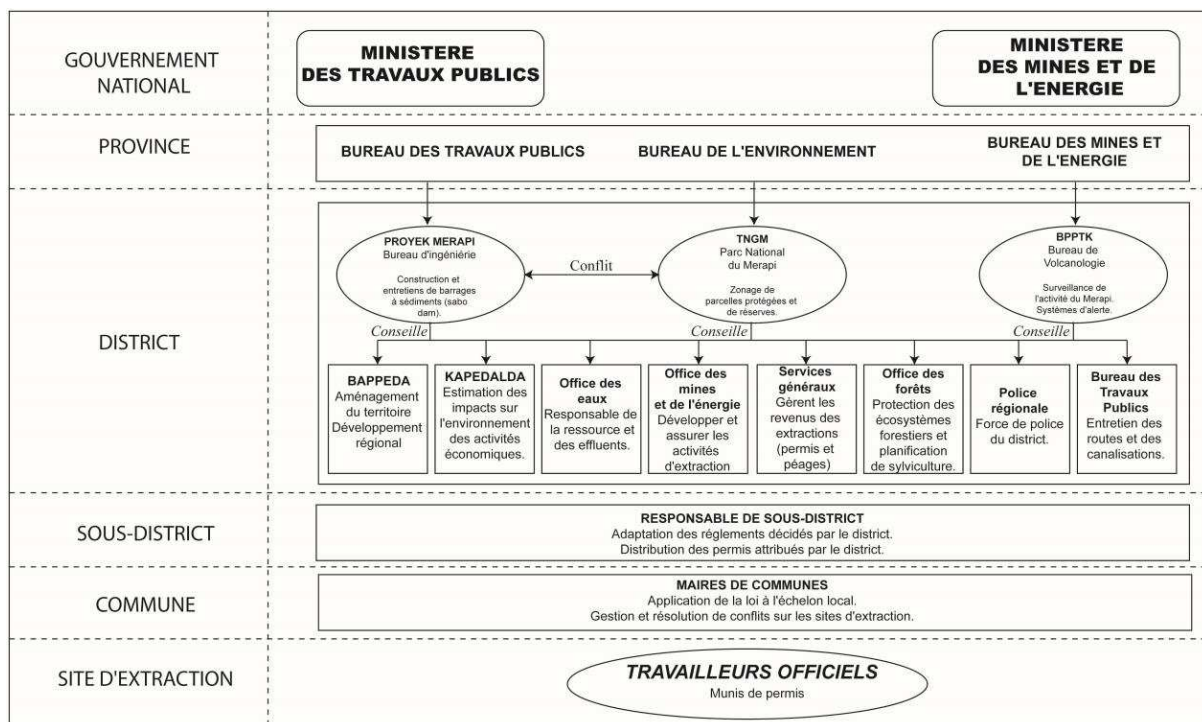 GOUVERNEMENT
NATIONAL
MINISTERE
DES TRAVAUX PUBLICS
MINISTERE
DES MINES ET DE
L'ENERGIE
PROVINCE
BUREAU DES TRAVAUX PUBLICS
BUREAU DE L'ENVIRONNEMENT
BUREAU DES MINES ET
DE L'ENERGIE
DISTRICT
PROYEK MERAPI
Bureau d'ingéniérie
Construction et
entretiens de barrages
à sédiments (sabo
dam).
Conflit
TNGM
Parc National
du Merapi
Zonage de
parcelles protégées et
de réserves.
BPPTK
Bureau de
Volcanologie
Surveillance de
l'activité du Merapi.
Systèmes d'alerte.
Conseille
Conseille
Conseille
BAPPEDA
Aménagement
du territoire
Développement
régional
KAPEDALDA
Estimation des
impacts sur
l'environnement
des activités
économiques.
Office des
eaux
Responsable de
la ressource et
des effluents.
Office des
mines
et de l'énergie
Développer et
assurer les
activités
d'extraction
Services
généraux
Gèrent les
revenus des
extractions
(permis et
péages)
Office des
forêts
Protection des
écosystèmes
forestiers et
planification
de sylviculture.
Police
régionale
Force de police
du district.
Bureau des
Travaux
Publics
Entretien des
routes et des
canalisations.
SOUS-DISTRICT
RESPONSABLE DE SOUS-DISTRICT
Adaptation des réglements décidés par le district.
Distribution des permis attribués par le district.
COMMUNE
MAIRES DE COMMUNES
Application de la loi à l'échelon local.
Gestion et résolution de conflits sur les sites d'extraction.
SITE D'EXTRACTION
TRAVAILLEURS OFFICIELS
Munis de permis